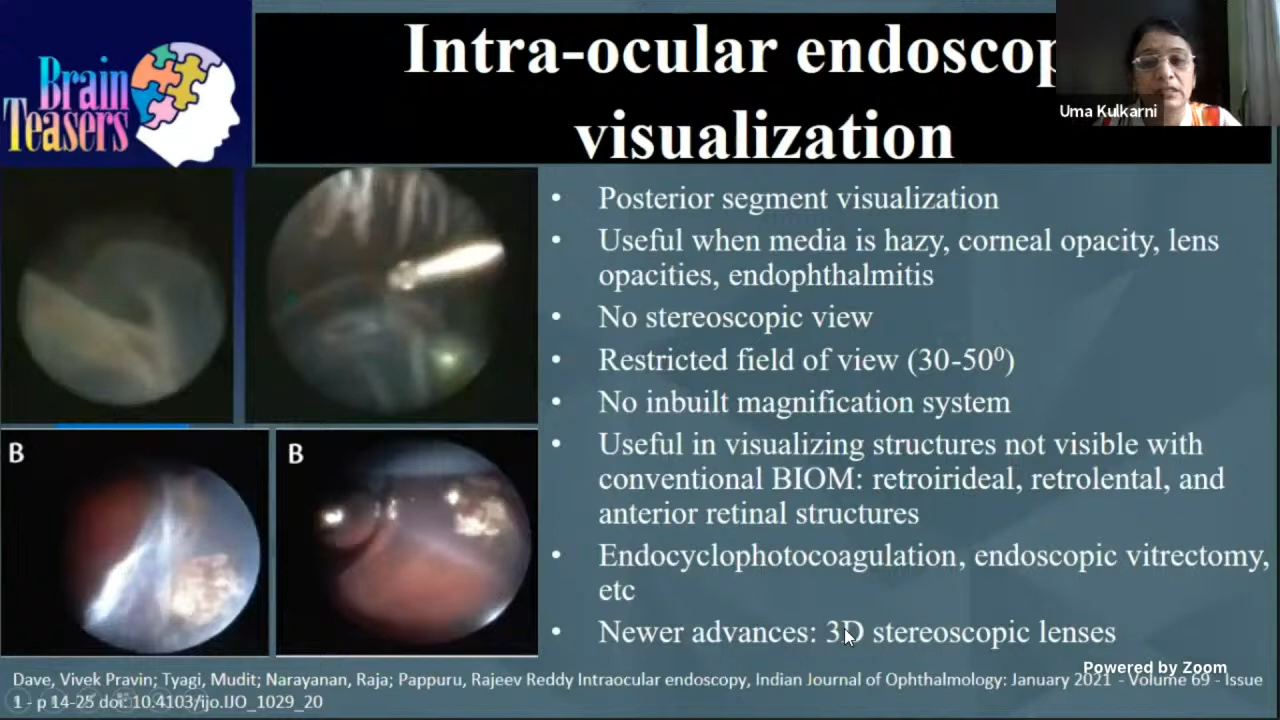 Brain
Teasers
Intra-ocular endoscop
visualization
Uma Kulkarni
• Posterior segment visualization
• Useful when media is hazy, corneal opacity, lens
opacities, endophthalmitis
• No stereoscopic view
• Restricted field of view (30-50⁰)
• No inbuilt magnification system
• Useful in visualizing structures not visible with
conventional BIOM: retroirideal, retrolental, and
anterior retinal structures
• Endocyclophotocoagulation, endoscopic vitrectomy,
etc
• Newer advances: 3D stereoscopic lenses
B
B
Powered by Zoom
Dave, Vivek Pravin; Tyagi, Mudit; Narayanan, Raja; Pappuru, Rajeev Reddy Intraocular endoscopy, Indian Journal of Ophthalmology: January 2021 - Volume 69 - Issue
1 - p 14-25 doi: 10.4103/ijo.IJO_1029_20